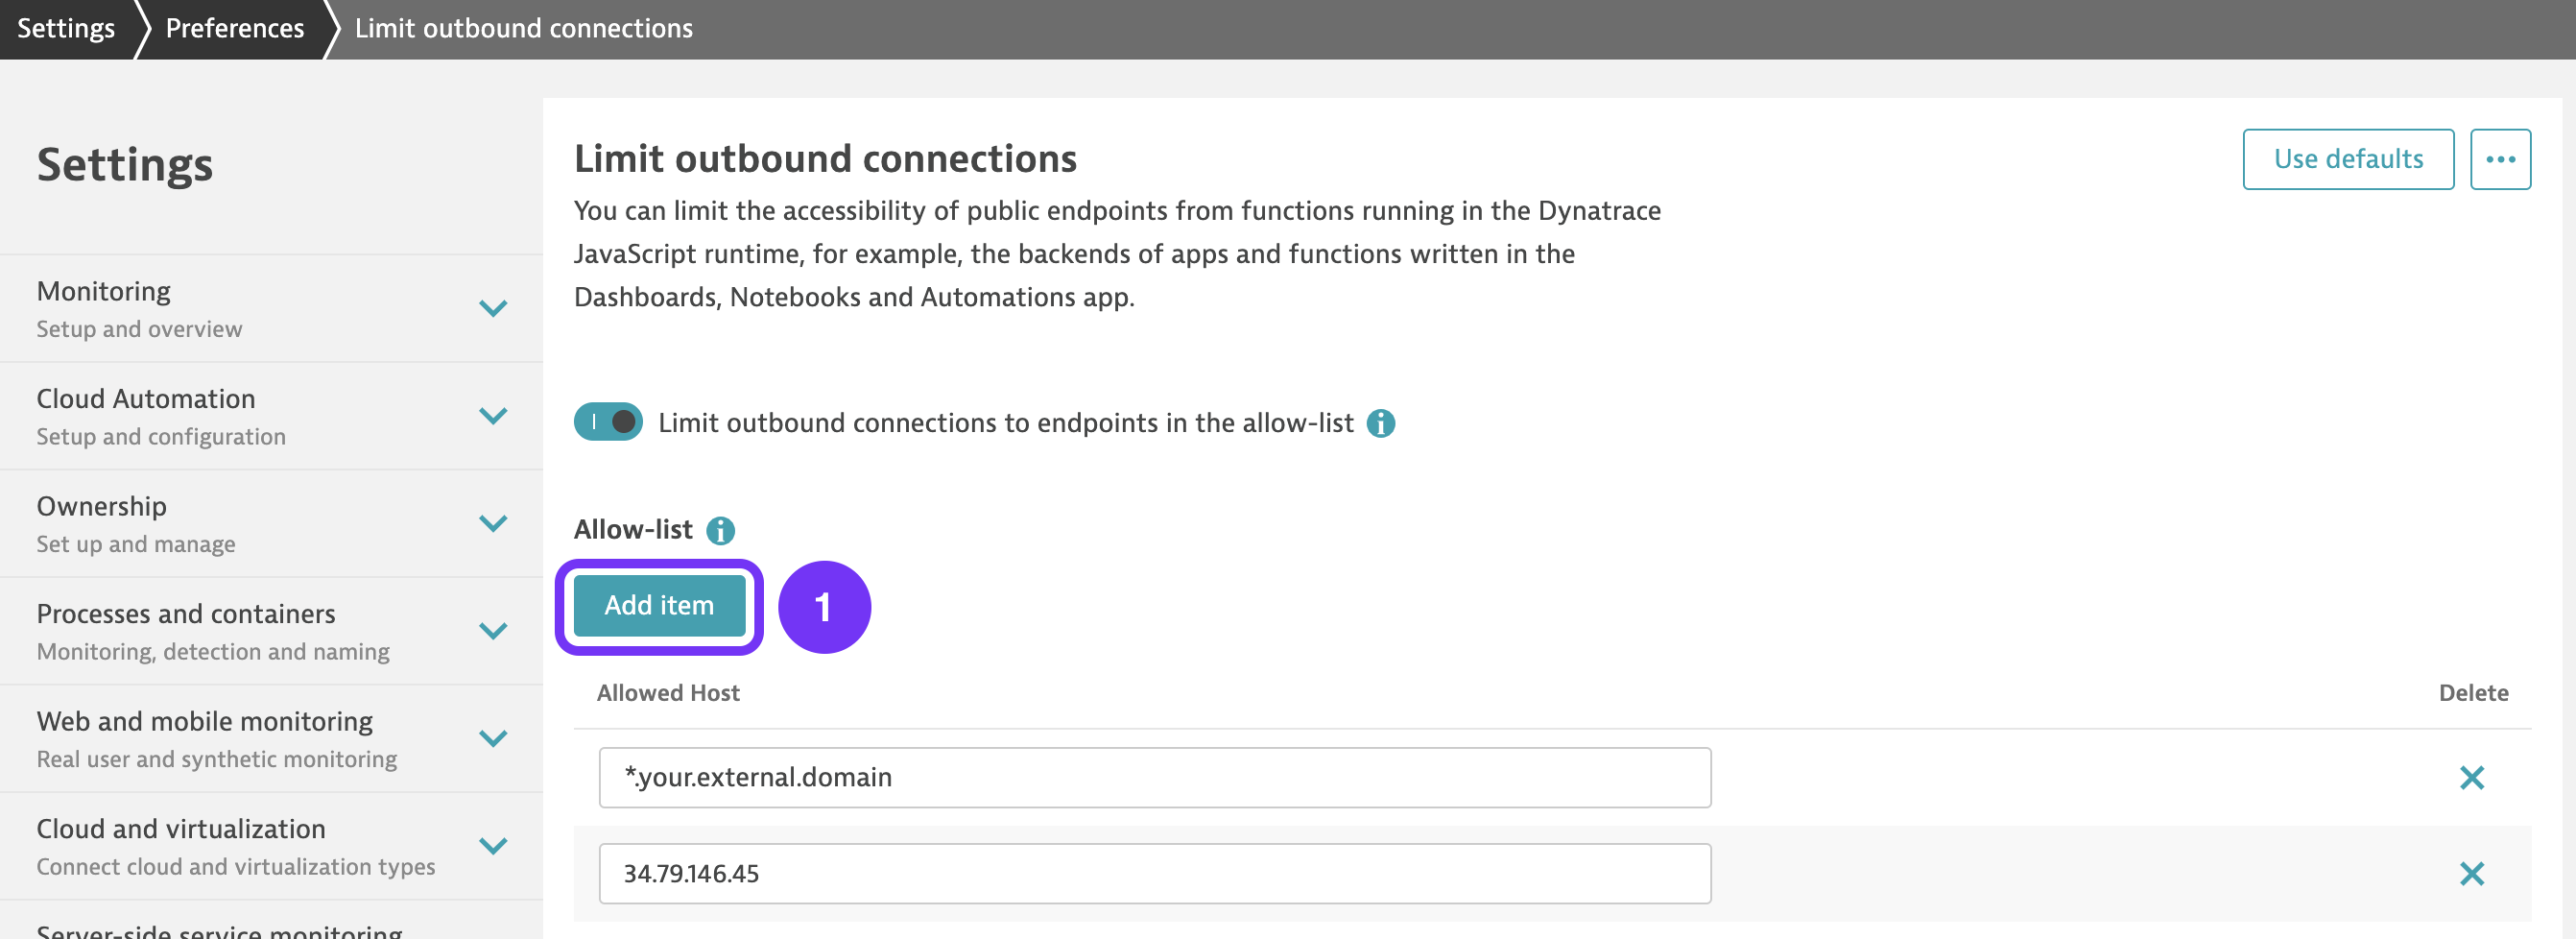 Settings
Preferences
Limit outbound connections
Settings
Monitoring
Setup and overview
Cloud Automation
Setup and configuration
Ownership
Set up and manage
Processes and containers
Monitoring, detection and naming
Web and mobile monitoring
Real user and synthetic monitoring
Cloud and virtualization
Connect cloud and virtualization types
Server-side service monitoring
Limit outbound connections
Use defaults
You can limit the accessibility of public endpoints from functions running in the Dynatrace
JavaScript runtime, for example, the backends of apps and functions written in the
Dashboards, Notebooks and Automations app.
Limit outbound connections to endpoints in the allow-list
Allow-list
Add item
1
Allowed Host
Delete
*.your.external.domain
34.79.146.45